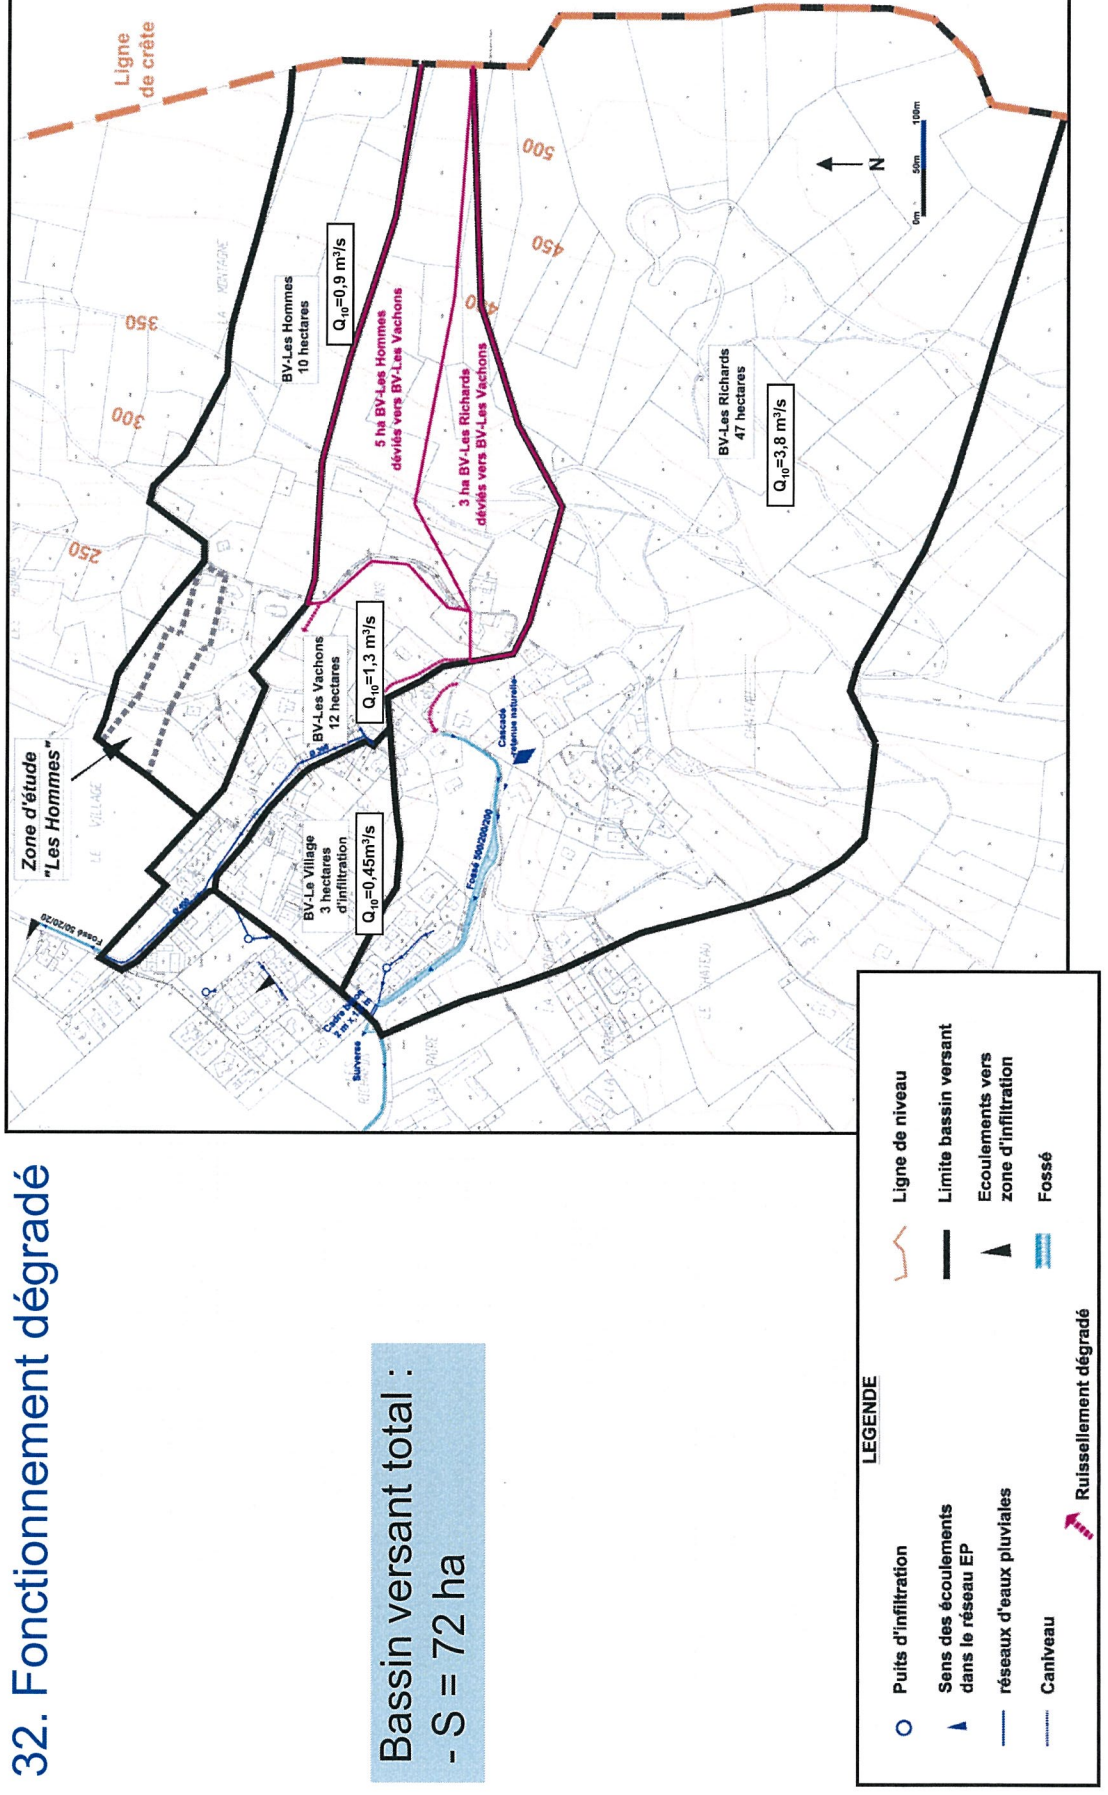 32. Fonctionnement dégradé
Bassin versant total :
- S = 72 ha
Ligne
de crête
Zone d'étude
"Les Hommes"
BV-Les Hommes
10 hectares
Q10=0,9 m³/s
5 ha BV-Les Hommes
déviés vers BV-Les Vachons
3 ha BV-Les Richards
déviés vers BV-Les Vachons
BV-Les Vachons
12 hectares
Q10=1,3 m³/s
BV-Le Village
3 hectares
d'infiltration
Q10=0,45m³/s
BV-Les Richards
47 hectares
Q10=3,8 m³/s
250
300
350
450
500
LA MONTAGNE
LE VILLAGE
Fossé 50/20/20
Fossé 500/200/200
Cascade
retenue naturelle
Surverse
N
0m
50m
100m
LEGENDE
Puits d'infiltration
Sens des écoulements
dans le réseau EP
réseaux d'eaux pluviales
Caniveau
Ruissellement dégradé
Ligne de niveau
Limite bassin versant
Ecoulements vers
zone d'infiltration
Fossé